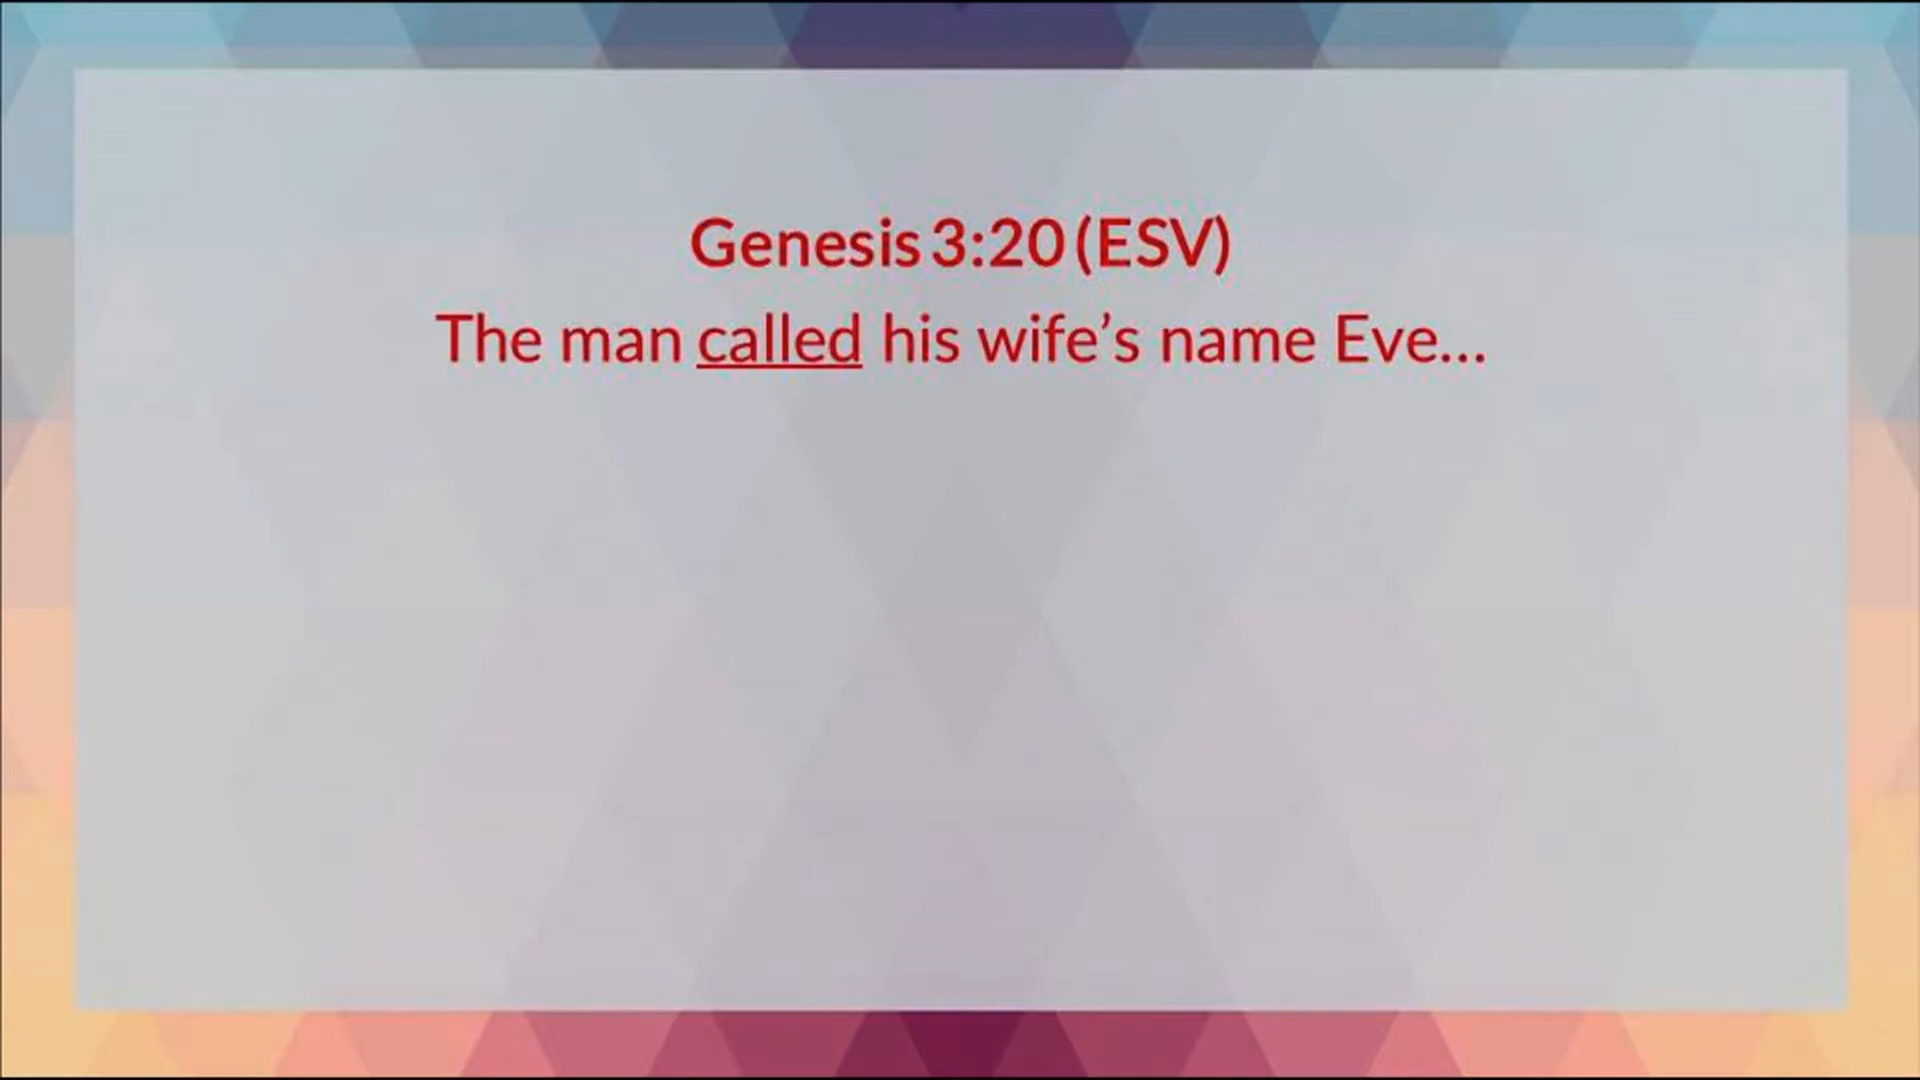 Genesis 3:20 (ESV)
The man called his wife’s name Eve…